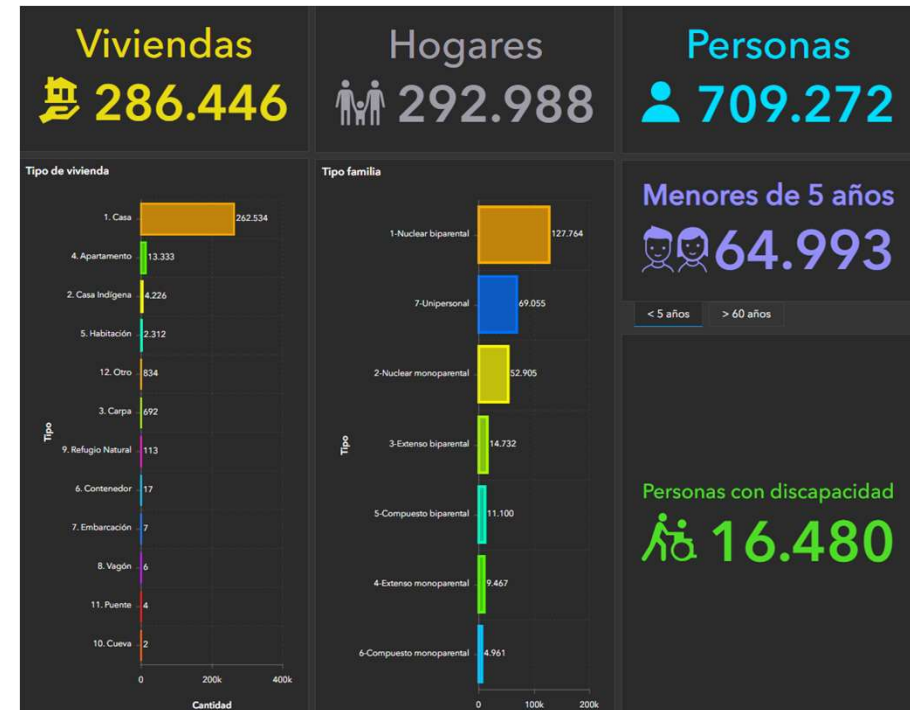 Viviendas
286.446
Hogares
292.988
Personas
709.272
Tipo de vivienda
Tipo
1. Casa 262.534
4. Apartamento 13.333
2. Casa Indígena 4.226
5. Habitación 2.312
12. Otro 834
3. Carpa 692
9. Refugio Natural 113
6. Contenedor 17
7. Embarcación 7
8. Vagón 6
11. Puente 4
10. Cueva 2
0 200k 400k
Cantidad
Tipo familia
Tipo
1-Nuclear biparental 127.764
7-Unipersonal 69.055
2-Nuclear monoparental 52.905
3-Extenso biparental 14.732
5-Compuesto biparental 11.100
4-Extenso monoparental 9.467
6-Compuesto monoparental 4.961
0 100k 200k
Menores de 5 años
64.993
< 5 años > 60 años
Personas con discapacidad
16.480